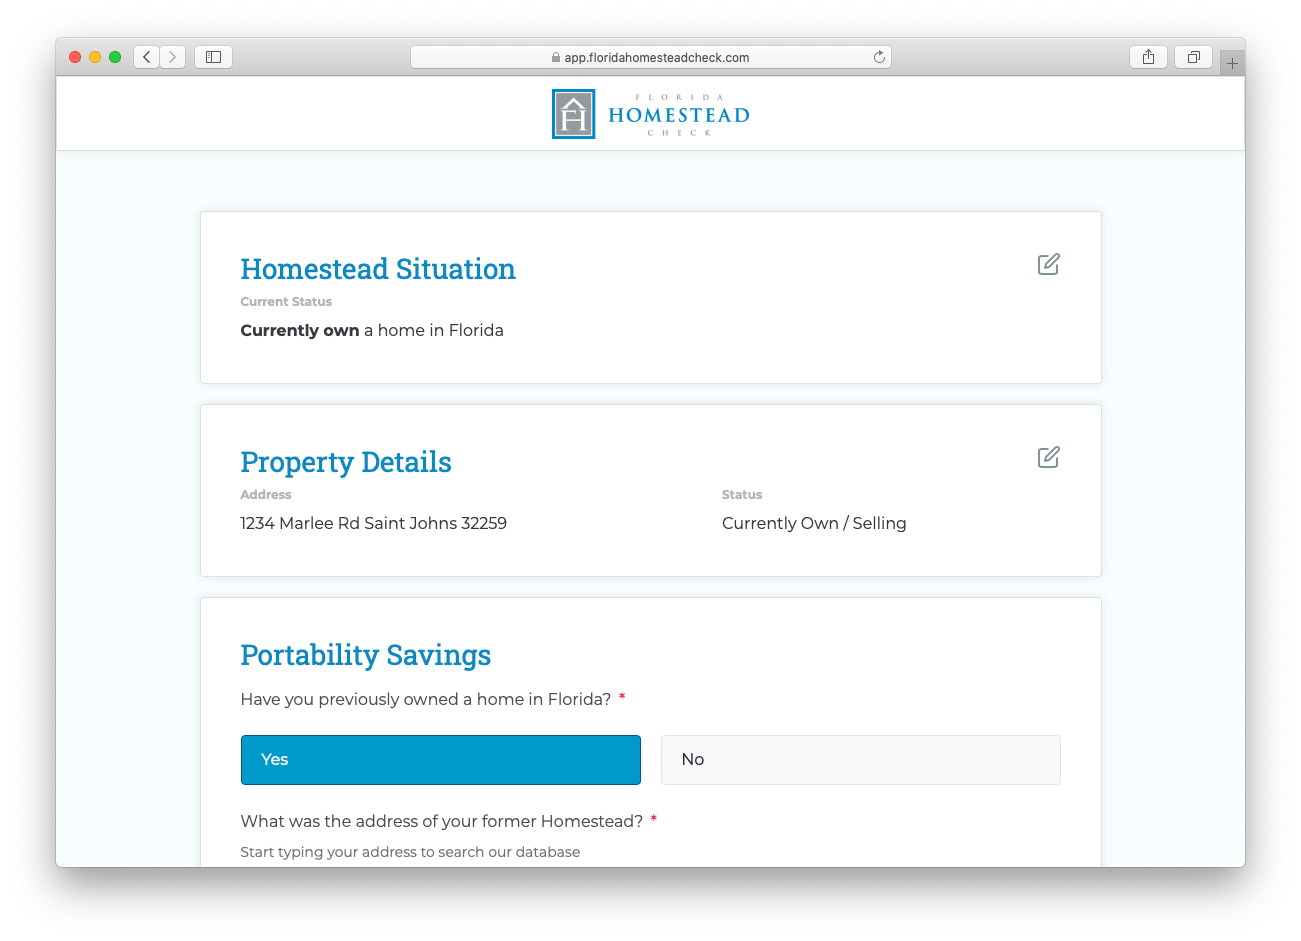 app.floridahomesteadcheck.com
FLORIDA
HOMESTEAD
CHECK
Homestead Situation
Current Status
Currently own a home in Florida
Property Details
Address
Status
1234 Marlee Rd Saint Johns 32259
Currently Own / Selling
Portability Savings
Have you previously owned a home in Florida? *
Yes
No
What was the address of your former Homestead? *
Start typing your address to search our database